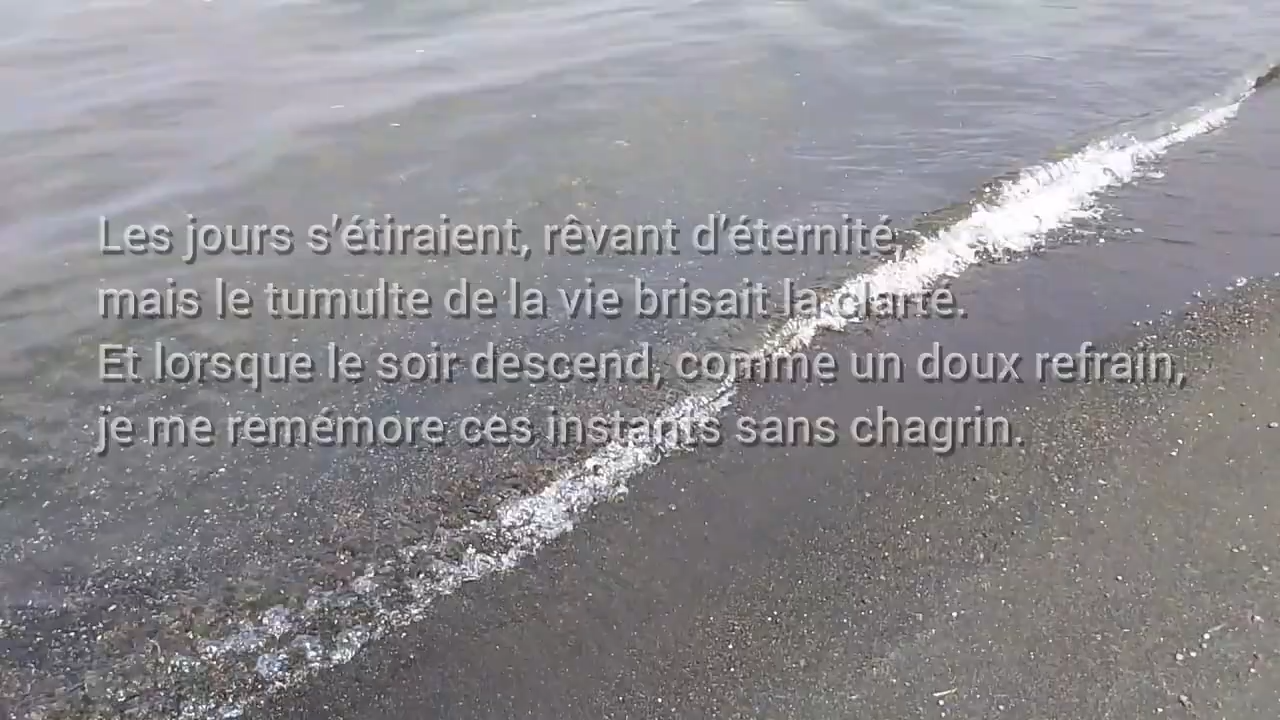 Les jours s’étiraient, rêvant d’éternité,
mais le tumulte de la vie brisait la clarté.
Et lorsque le soir descend, comme un doux refrain,
je me remémore ces instants sans chagrin.